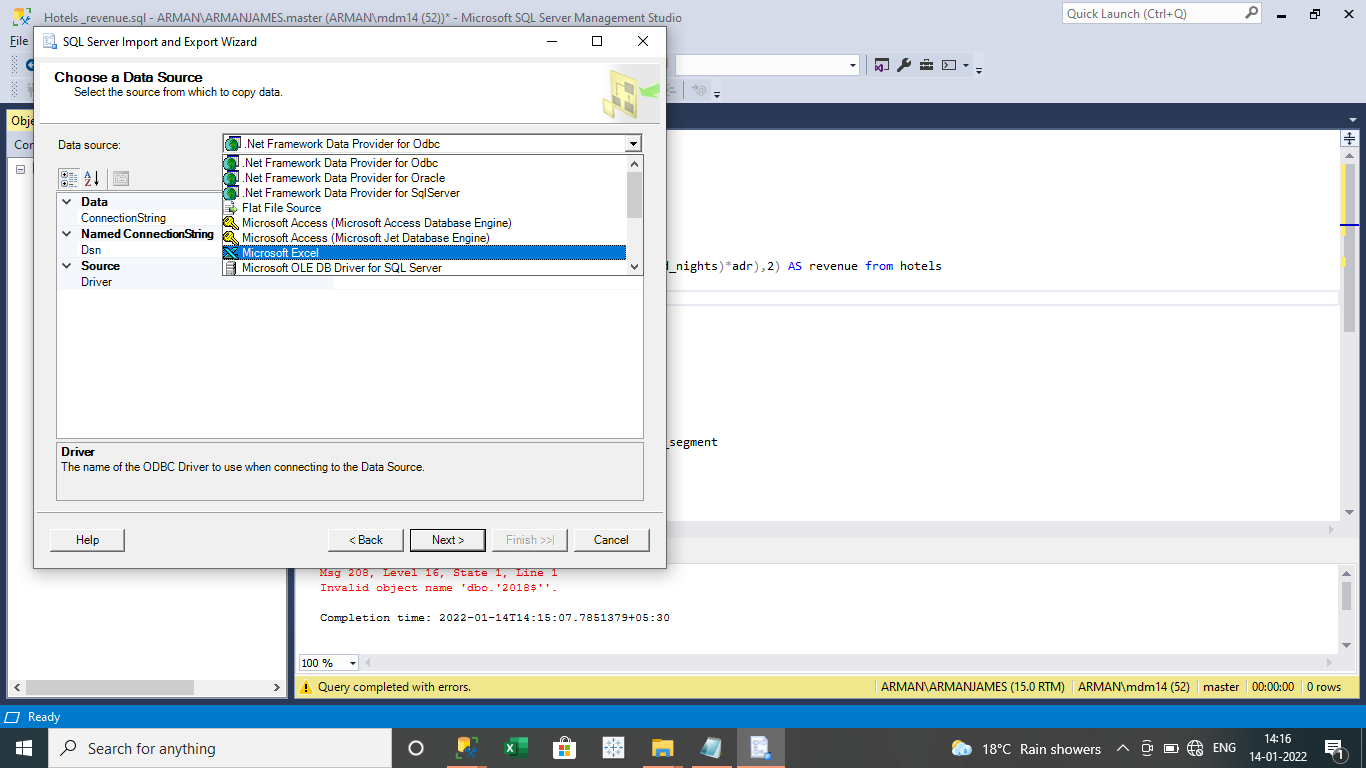 Hotels _revenue.sql - ARMAN\ARMANJAMES.master (ARMAN\mdm14 (52))* - Microsoft SQL Server Management Studio
Quick Launch (Ctrl+Q)
File
SQL Server Import and Export Wizard
Choose a Data Source
Select the source from which to copy data.
Obje
Con
Data source:
.Net Framework Data Provider for Odbc
.Net Framework Data Provider for Odbc
.Net Framework Data Provider for Oracle
.Net Framework Data Provider for SqlServer
Flat File Source
Microsoft Access (Microsoft Access Database Engine)
Microsoft Access (Microsoft Jet Database Engine)
Microsoft Excel
Microsoft OLE DB Driver for SQL Server
Data
ConnectionString
Named ConnectionString
Dsn
Source
Driver
d_nights)*adr),2) AS revenue from hotels
_segment
Driver
The name of the ODBC Driver to use when connecting to the Data Source.
Help
< Back
Next >
Finish >>|
Cancel
Msg 208, Level 16, State 1, Line 1
Invalid object name 'dbo.'2018$''.
Completion time: 2022-01-14T14:15:07.7851379+05:30
100 %
Query completed with errors.
ARMAN\ARMANJAMES (15.0 RTM)
ARMAN\mdm14 (52)
master
00:00:00
0 rows
Ready
Search for anything
18°C Rain showers
ENG
14:16
14-01-2022
1